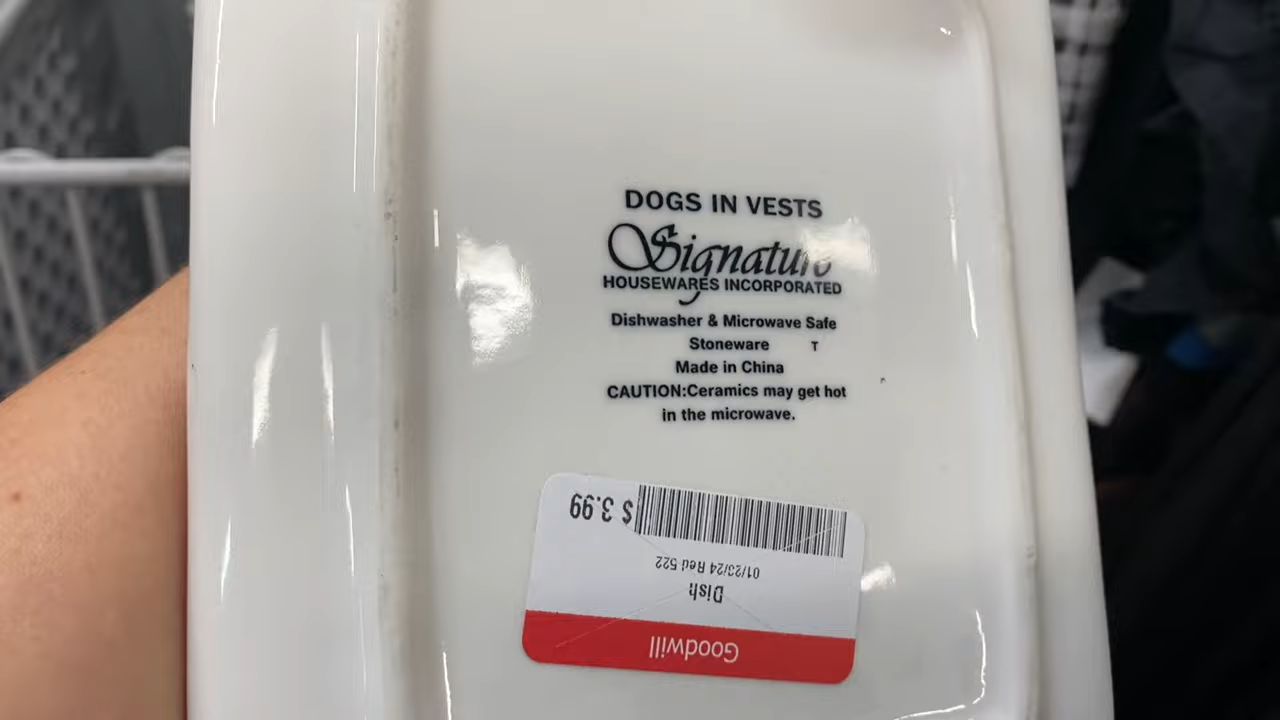 DOGS IN VESTS
Signature
HOUSEWARES INCORPORATED
Dishwasher & Microwave Safe
Stoneware T
Made in China
CAUTION:Ceramics may get hot
in the microwave.
Goodwill
Dish
01/23/24 Red 522
$ 3.99